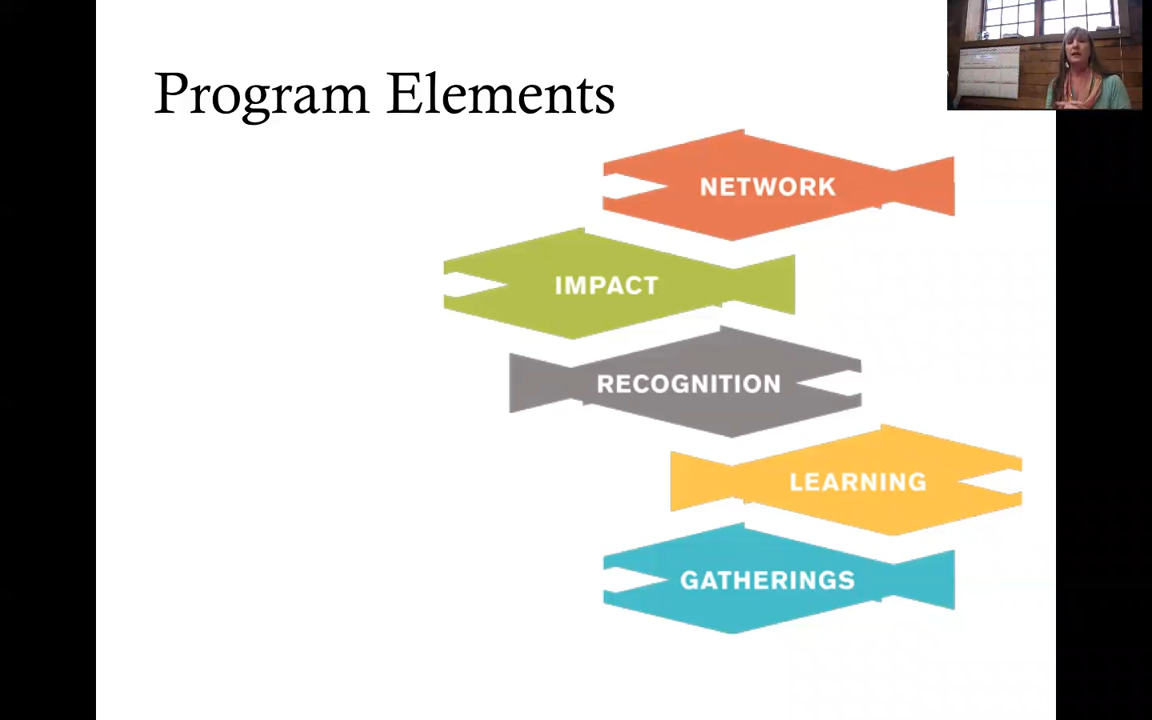 Program Elements
NETWORK
IMPACT
RECOGNITION
LEARNING
GATHERINGS